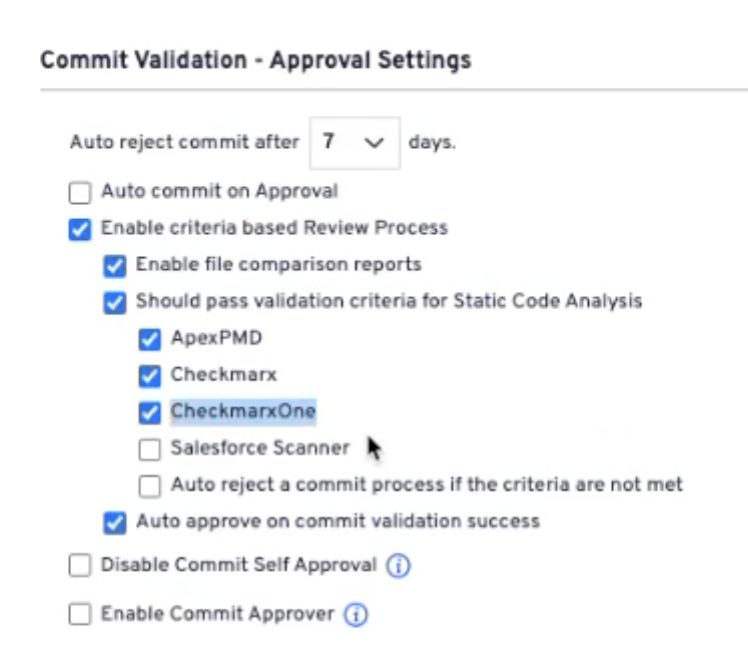 Commit Validation - Approval Settings
Auto reject commit after 7 days.
Auto commit on Approval
Enable criteria based Review Process
Enable file comparison reports
Should pass validation criteria for Static Code Analysis
ApexPMD
Checkmarx
CheckmarxOne
Salesforce Scanner
Auto reject a commit process if the criteria are not met
Auto approve on commit validation success
Disable Commit Self Approval
Enable Commit Approver